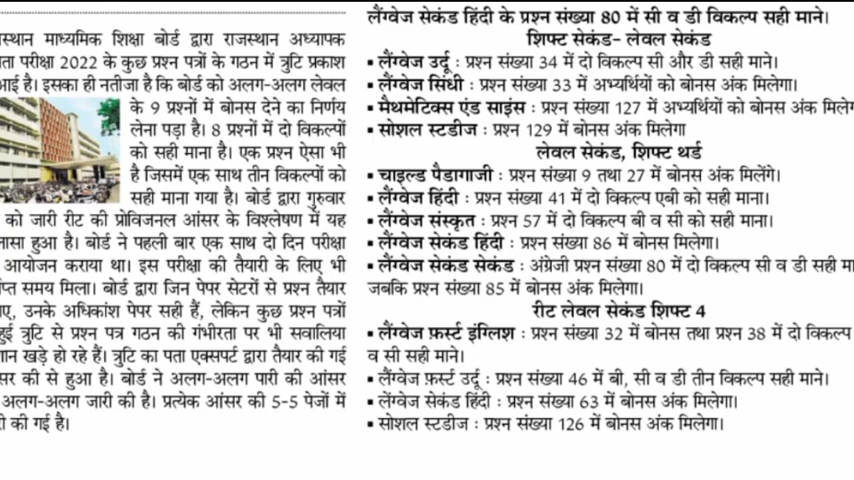 माध्यमिक शिक्षा बोर्ड द्वारा राजस्थान अध्यापक
परीक्षा 2022 के कुछ प्रश्न पत्रों के गठन में त्रुटि प्रकाश
आई है। इसका ही नतीजा है कि बोर्ड को अलग-अलग लेवल
के 9 प्रश्नों में बोनस देने का निर्णय
लेना पड़ा है। 8 प्रश्नों में दो विकल्पों
को सही माना है। एक प्रश्न ऐसा भी
है जिसमें एक साथ तीन विकल्पों को
सही माना गया है। बोर्ड द्वारा गुरुवार
को जारी रीट की प्रोविजनल आंसर के विश्लेषण में यह
हुआ है। बोर्ड ने पहली बार एक साथ दो दिन परीक्षा
आयोजन कराया था। इस परीक्षा की तैयारी के लिए भी
समय मिला। बोर्ड द्वारा जिन पेपर सेटरों से प्रश्न तैयार
उनके अधिकांश पेपर सही हैं, लेकिन कुछ प्रश्न पत्रों
हुई त्रुटि से प्रश्न पत्र गठन की गंभीरता पर भी सवालिया
खड़े हो रहे हैं। त्रुटि का पता एक्सपर्ट द्वारा तैयार की गई
की से हुआ है। बोर्ड ने अलग-अलग पारी की आंसर
अलग-अलग जारी की है। प्रत्येक आंसर की 5-5 पेजों में
की गई है।
लैंग्वेज सेकंड हिंदी के प्रश्न संख्या 80 में सी व डी विकल्प सही माने।
शिफ्ट सेकंड- लेवल सेकंड
▪ लैंग्वेज उर्दू : प्रश्न संख्या 34 में दो विकल्प सी और डी सही माने।
▪ लैंग्वेज सिंधी : प्रश्न संख्या 33 में अभ्यर्थियों को बोनस अंक मिलेगा।
▪ मैथमेटिक्स एंड साइंस : प्रश्न संख्या 127 में अभ्यर्थियों को बोनस अंक
▪ सोशल स्टडीज : प्रश्न 129 में बोनस अंक मिलेगा
लेवल सेकंड, शिफ्ट थर्ड
▪ चाइल्ड पैडागाजी : प्रश्न संख्या 9 तथा 27 में बोनस अंक मिलेंगे।
▪ लैंग्वेज हिंदी : प्रश्न संख्या 41 में दो विकल्प एबी को सही माना।
▪ लैंग्वेज संस्कृत : प्रश्न 57 में दो विकल्प बी व सी को सही माना।
▪ लैंग्वेज सेकंड हिंदी : प्रश्न संख्या 86 में बोनस मिलेगा।
▪ लैंग्वेज सेकंड सेकंड : अंग्रेजी प्रश्न संख्या 80 में दो विकल्प सी व डी सही
जबकि प्रश्न संख्या 85 में बोनस अंक मिलेगा।
रीट लेवल सेकंड शिफ्ट 4
▪ लैंग्वेज फ़र्स्ट इंग्लिश : प्रश्न संख्या 32 में बोनस तथा प्रश्न 38 में दो विकल्प
व सी सही माने।
▪ लैंग्वेज फ़र्स्ट उर्दू : प्रश्न संख्या 46 में बी, सी व डी तीन विकल्प सही माने।
▪ लेंग्वेज सेकंड हिंदी : प्रश्न संख्या 63 में बोनस अंक मिलेगा।
▪ सोशल स्टडीज : प्रश्न संख्या 126 में बोनस अंक मिलेगा।